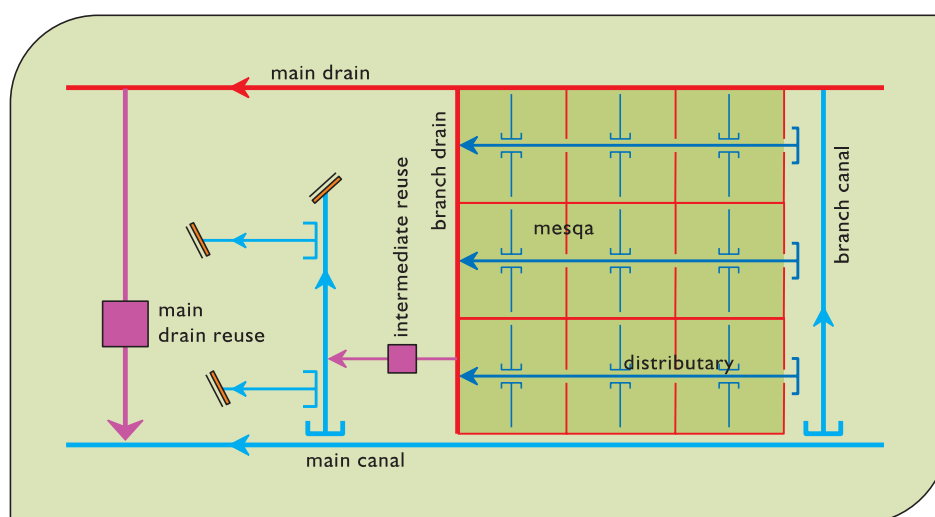 main drain
branch drain
intermediate reuse
mesqa
branch canal
main
drain reuse
distributary
main canal